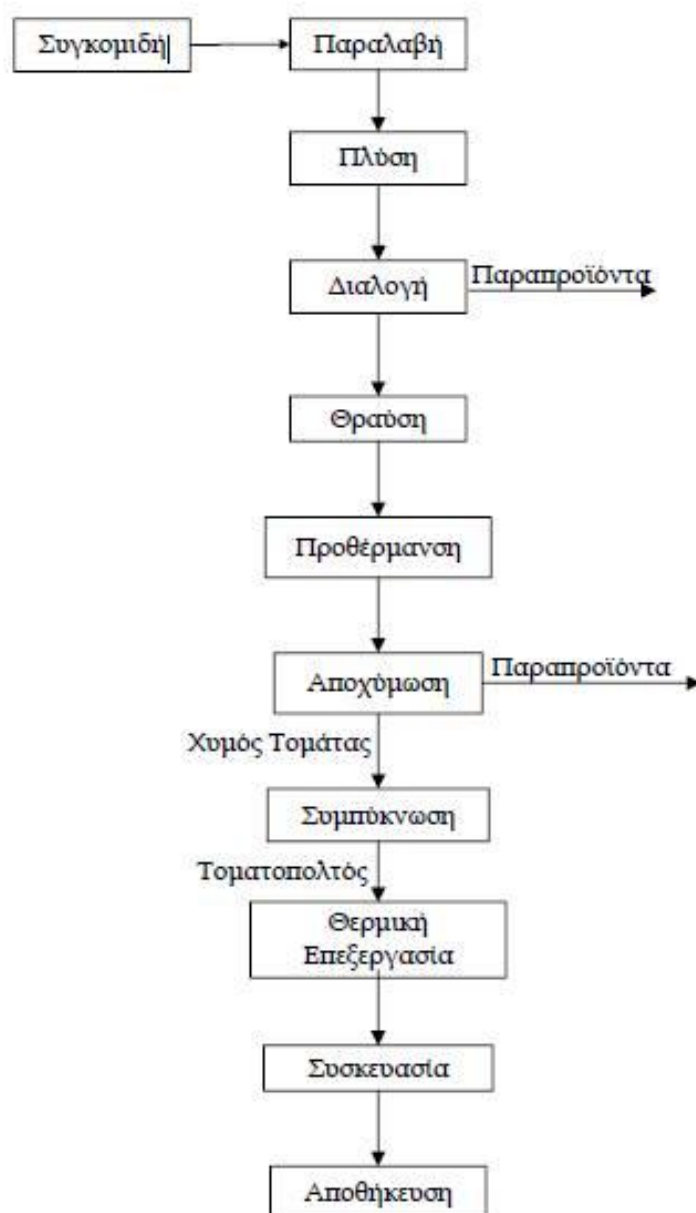 Συγκομιδή
Παραλαβή
Πλύση
Διαλογή
Παραπροϊόντα
Θραύση
Προθέρμανση
Αποχύμωση
Παραπροϊόντα
Χυμός Τομάτας
Συμπύκνωση
Τοματοπολτός
Θερμική
Επεξεργασία
Συσκευασία
Αποθήκευση